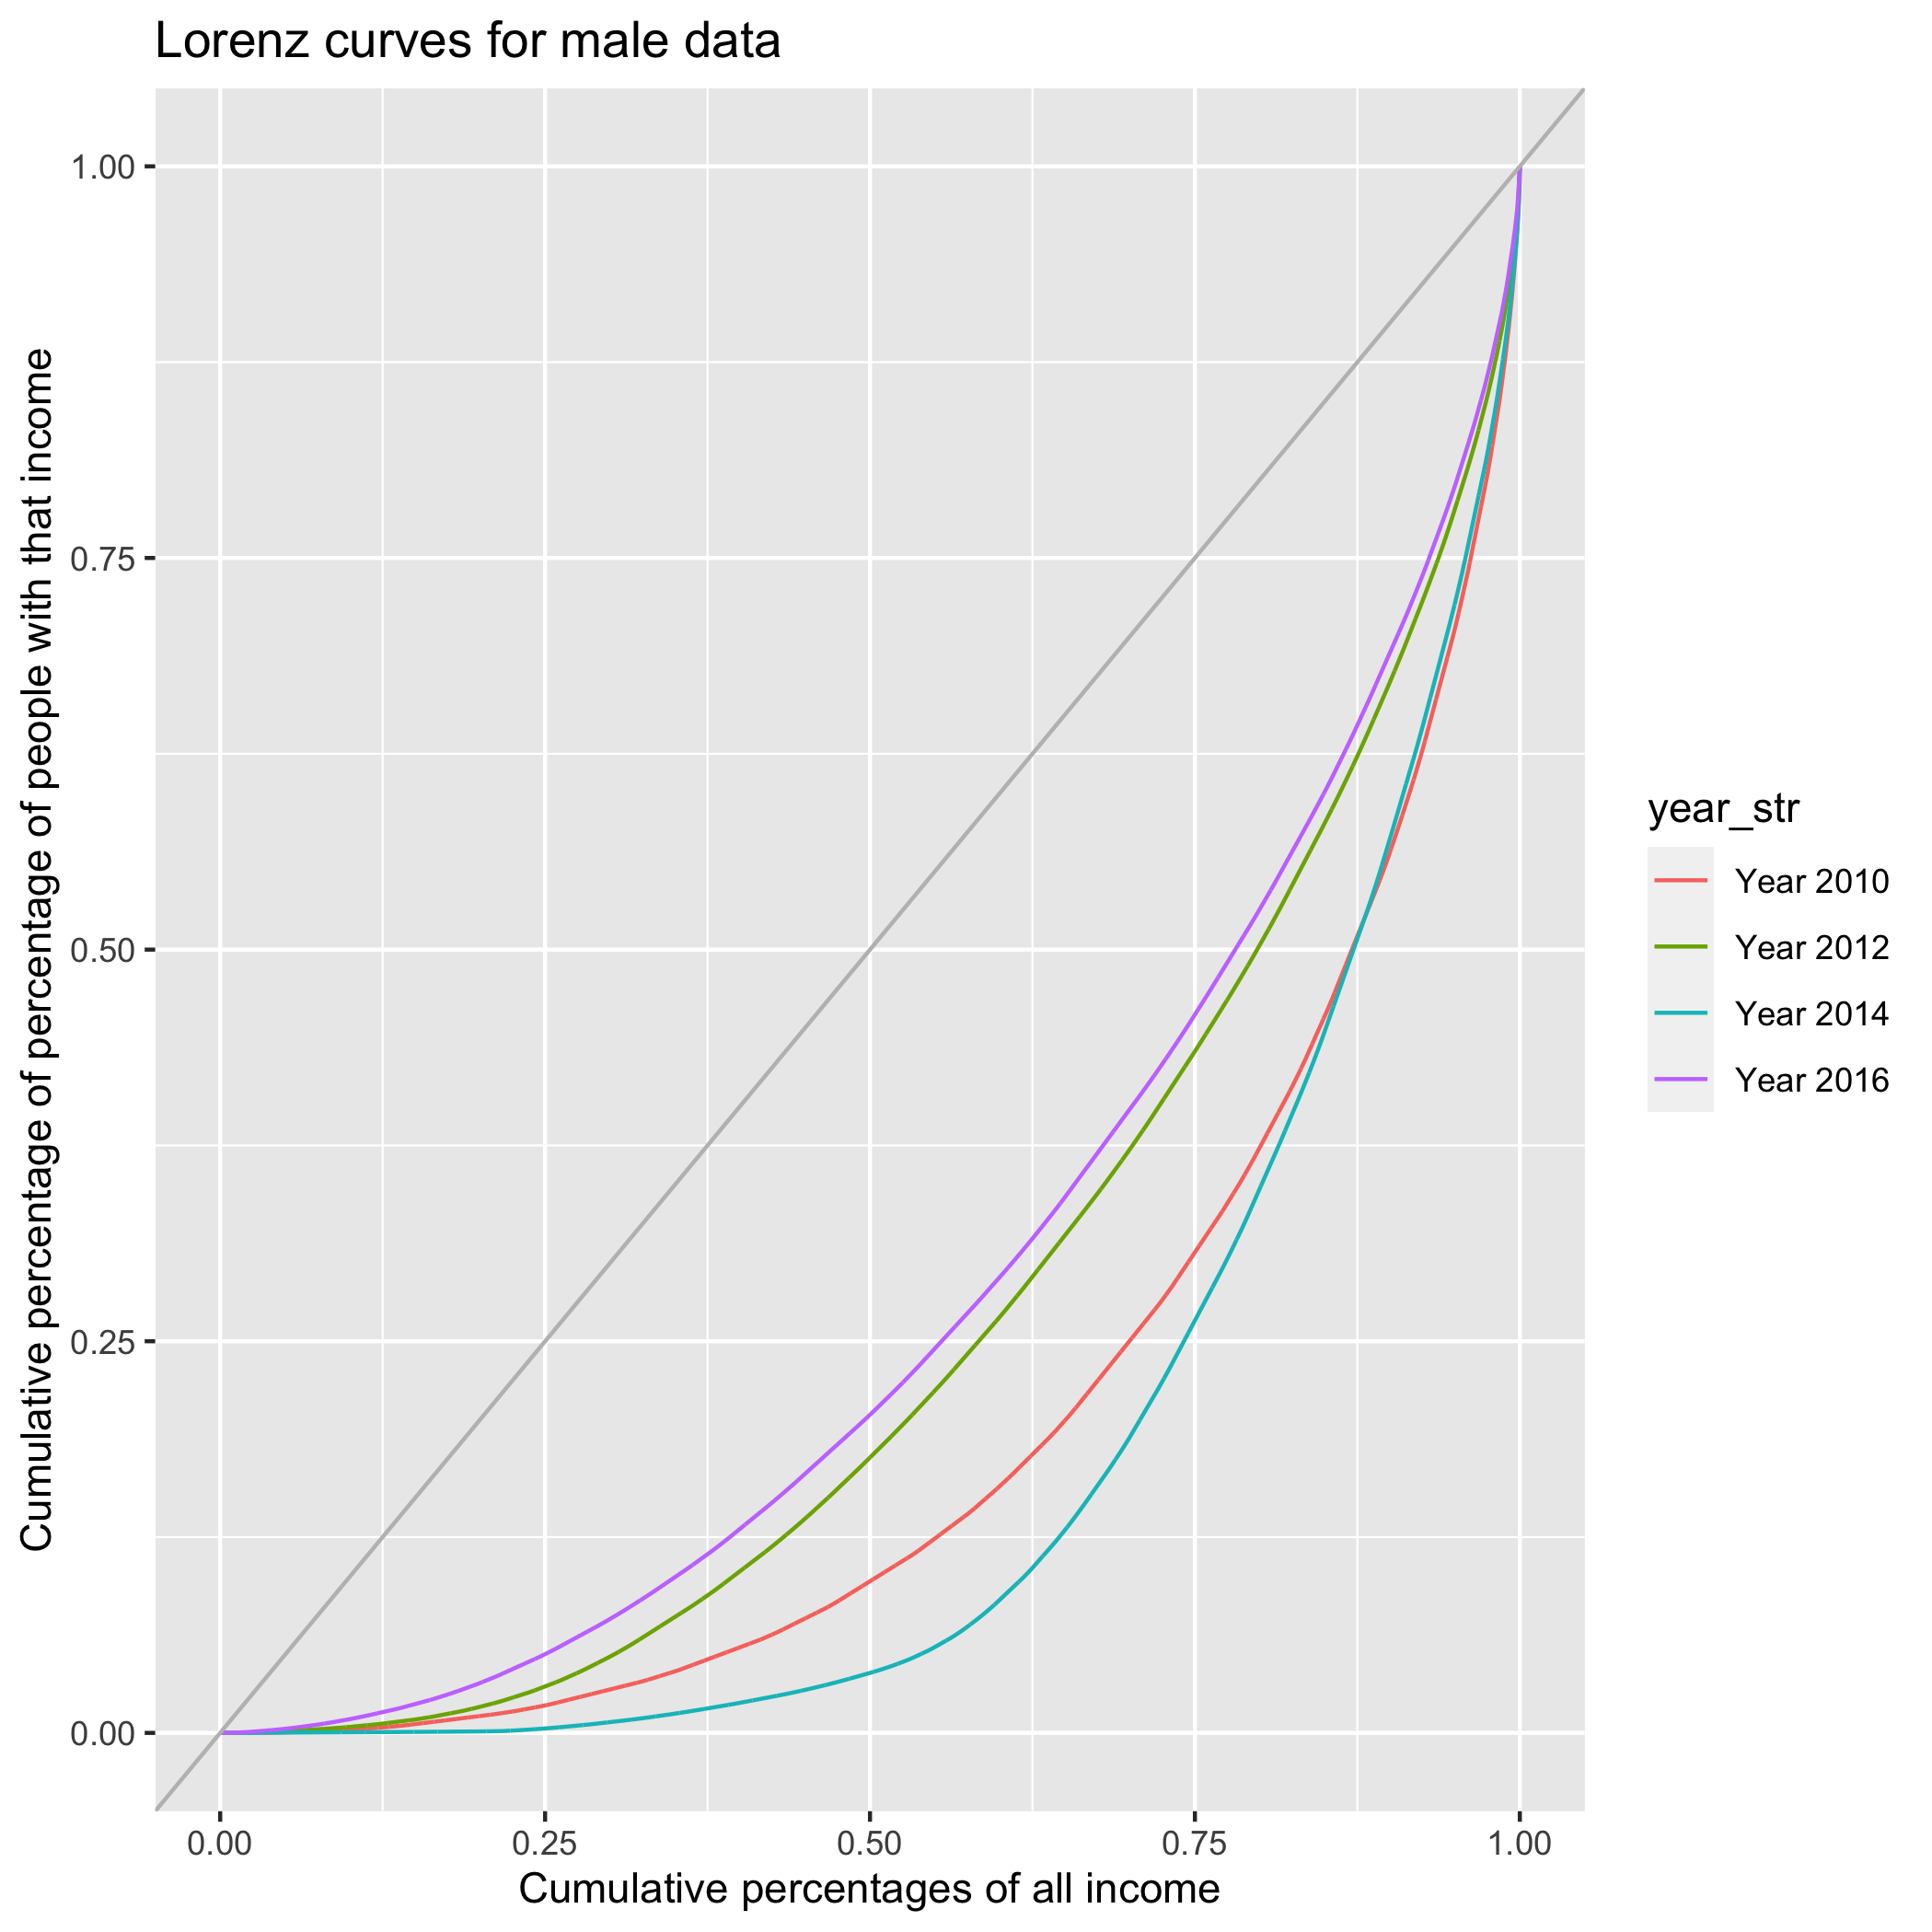 Lorenz curves for male data
Cumulative percentage of percentage of people with that income
1.00
0.75
0.50
0.25
0.00
0.00 0.25 0.50 0.75 1.00
Cumulative percentages of all income
year_str
Year 2010
Year 2012
Year 2014
Year 2016